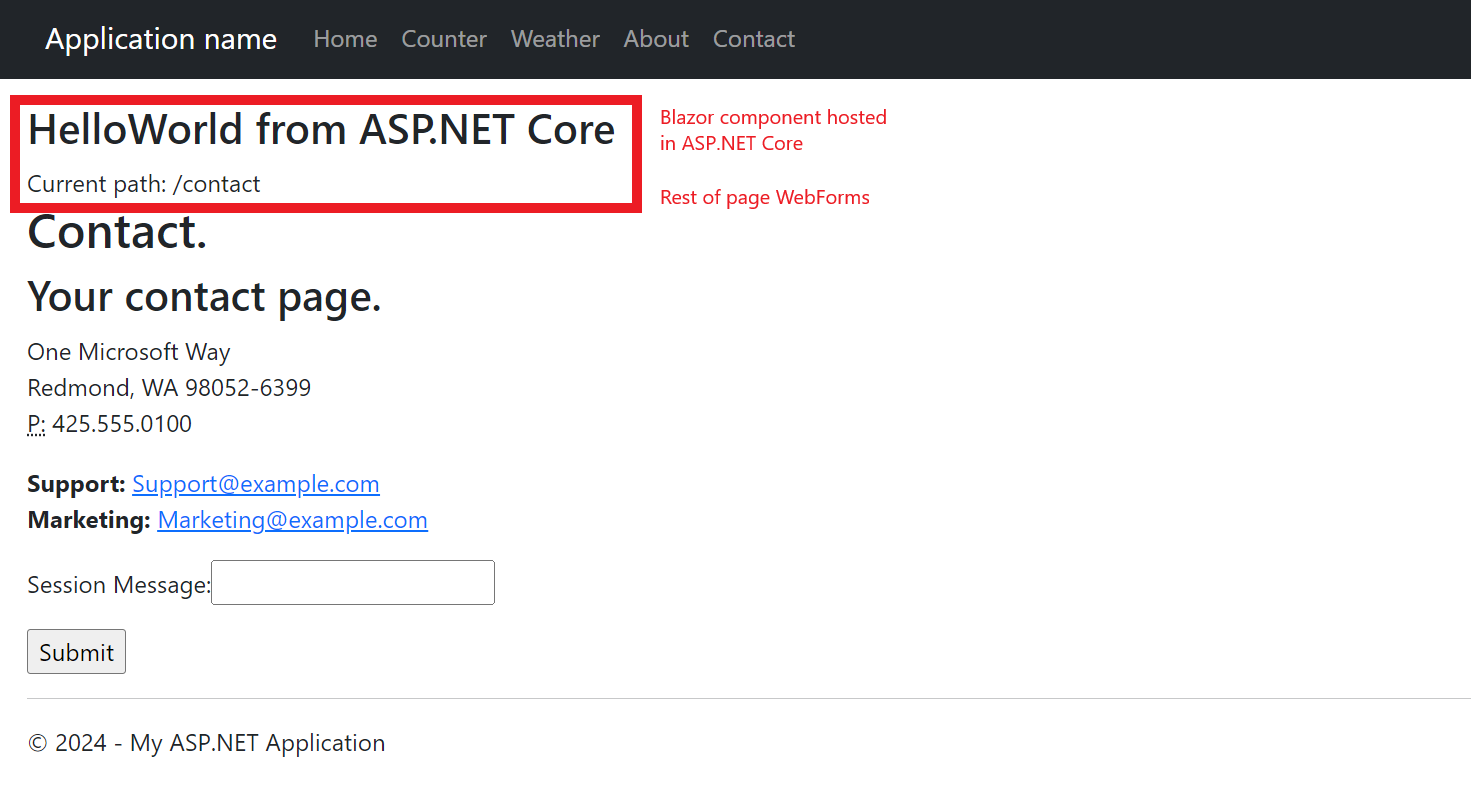 Application name Home Counter Weather About Contact
HelloWorld from ASP.NET Core
Current path: /contact
Blazor component hosted
in ASP.NET Core
Rest of page WebForms
Contact.
Your contact page.
One Microsoft Way
Redmond, WA 98052-6399
P: 425.555.0100
Support: Support@example.com
Marketing: Marketing@example.com
Session Message:
Submit
© 2024 - My ASP.NET Application